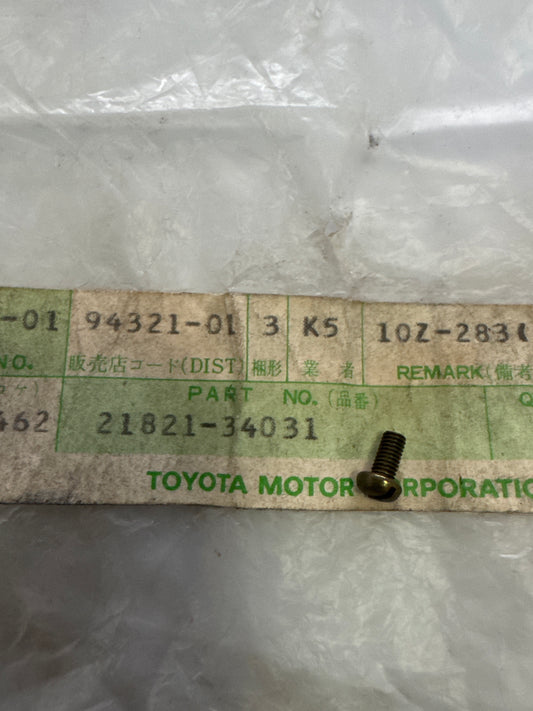 -01 94321-01 3 K5 10Z-283
NO. 販売店コード(DIST) 梱形 業者 REMARK(備者
PART NO.(品番) Q
462 21821-34031
TOYOTA MOTOR RPORATIO